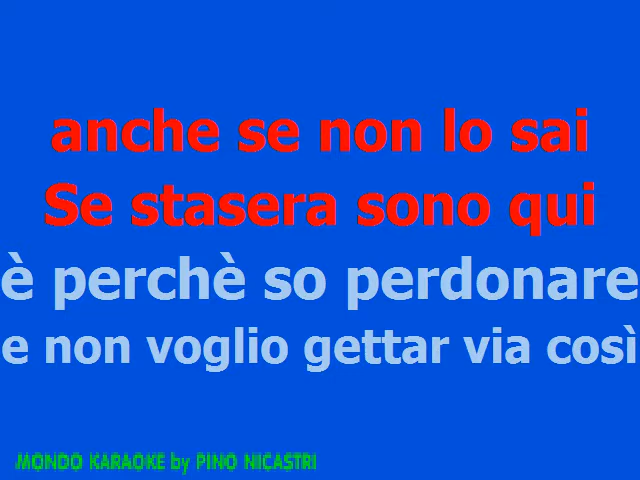 anche se non lo sai
Se stasera sono qui
è perchè so perdonare
e non voglio gettar via così
MONDO KARAOKE by PINO NICASTRI